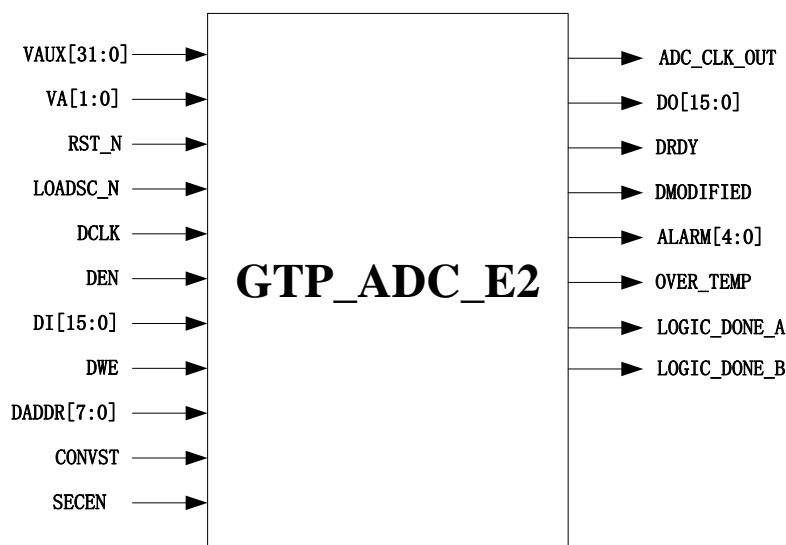 VAUX[31:0]
VA[1:0]
RST_N
LOADSC_N
DCLK
DEN
DI[15:0]
DWE
DADDR[7:0]
CONVST
SECEN
GTP_ADC_E2
ADC_CLK_OUT
DO[15:0]
DRDY
DMODIFIED
ALARM[4:0]
OVER_TEMP
LOGIC_DONE_A
LOGIC_DONE_B